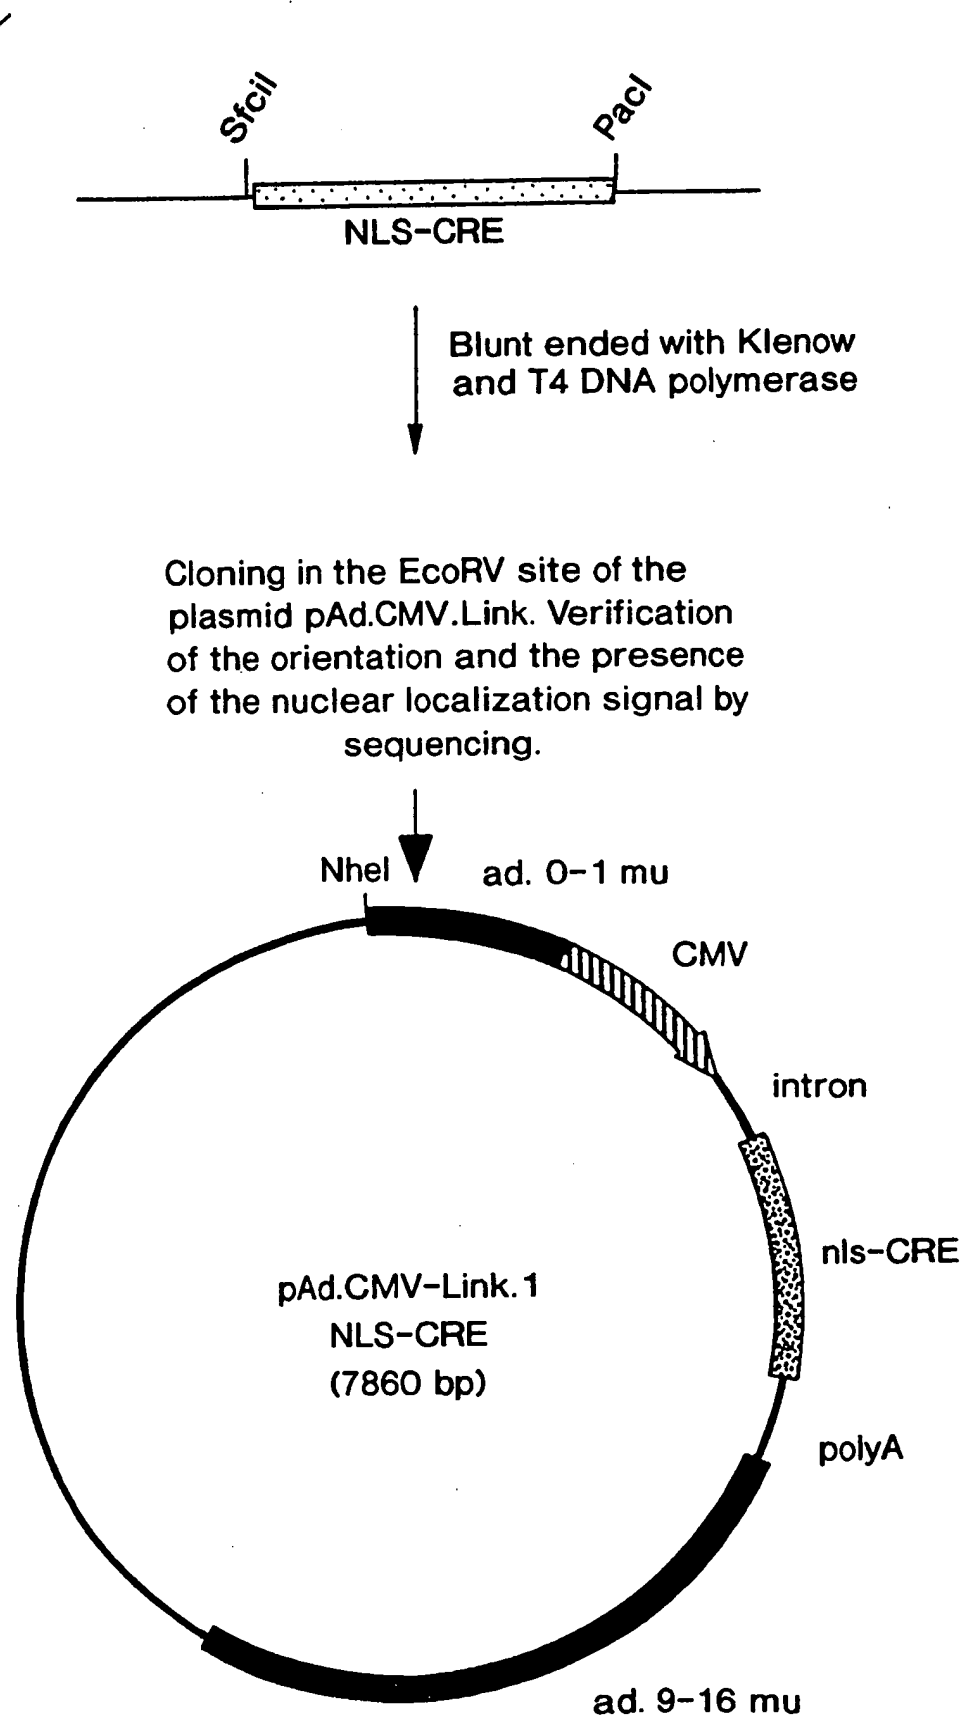 SfciI
PacI
NLS-CRE
Blunt ended with Klenow
and T4 DNA polymerase
Cloning in the EcoRV site of the
plasmid pAd.CMV.Link. Verification
of the orientation and the presence
of the nuclear localization signal by
sequencing.
NheI
ad. 0-1 mu
CMV
intron
nls-CRE
pAd.CMV-Link.1
NLS-CRE
(7860 bp)
polyA
ad. 9-16 mu